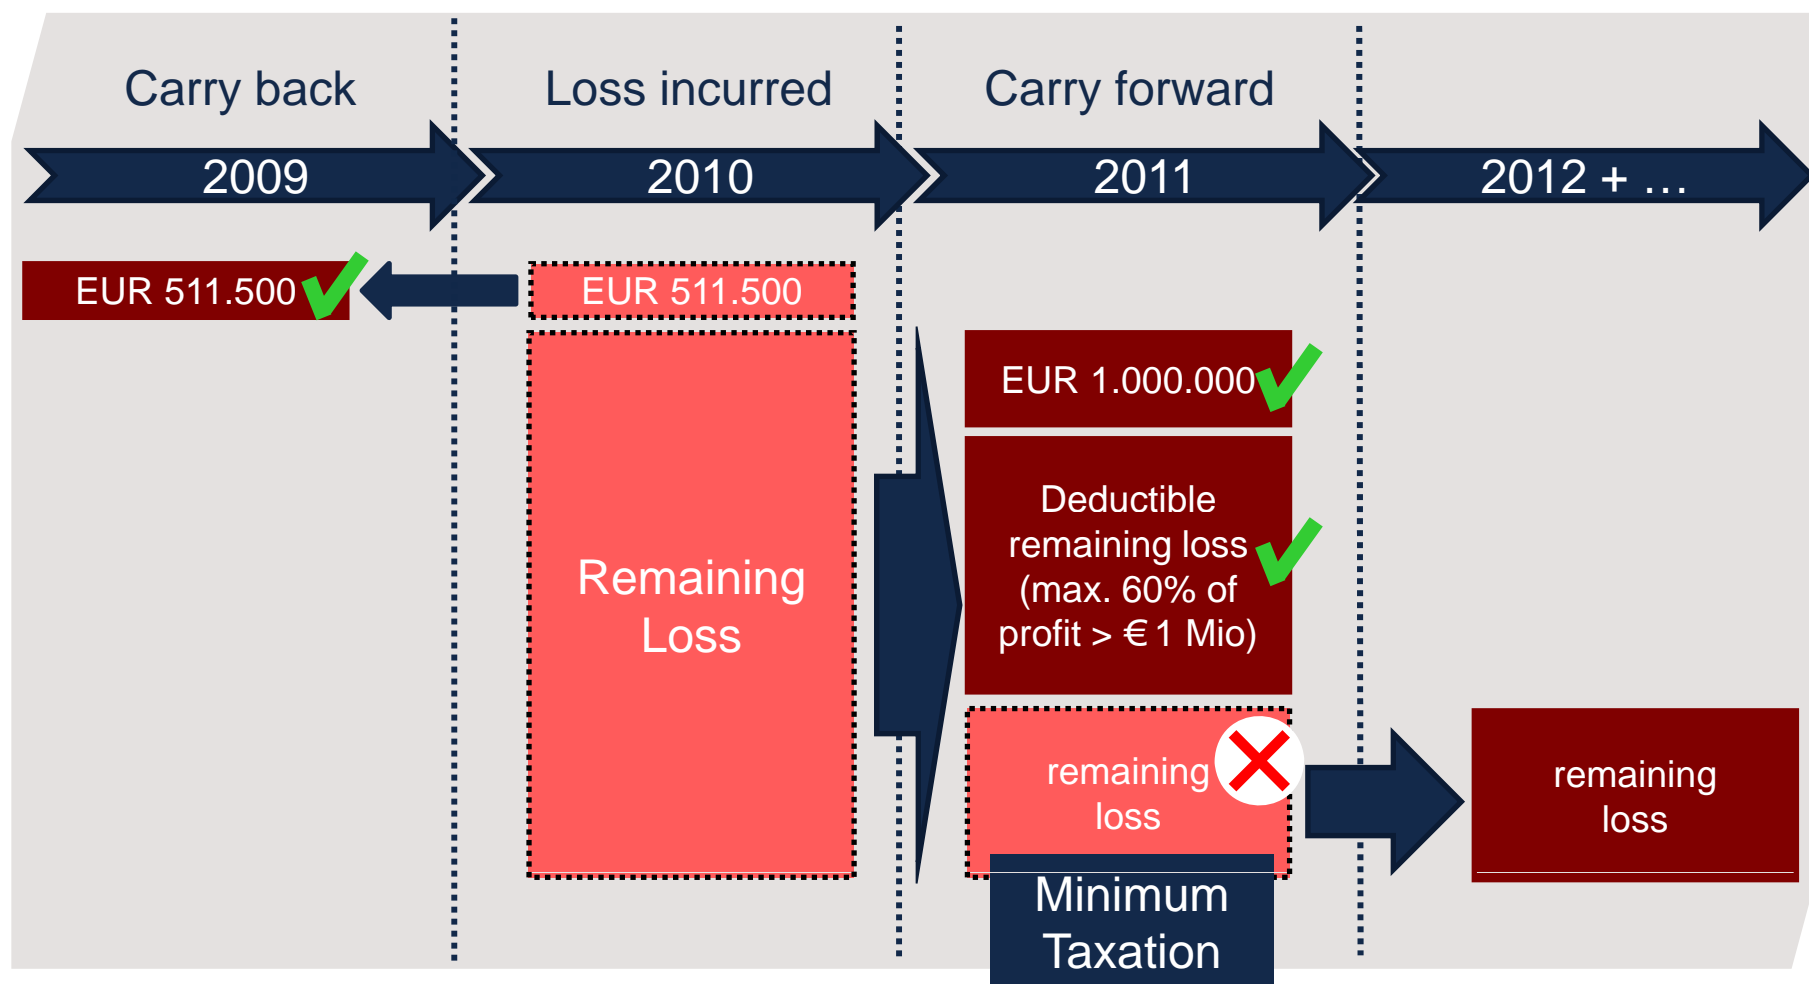 Carry back
Loss incurred
Carry forward
2009
2010
2011
2012 + …
EUR 511.500
EUR 511.500
EUR 1.000.000
Deductible
remaining loss
(max. 60% of
profit > € 1 Mio)
Remaining
Loss
remaining
loss
remaining
loss
Minimum
Taxation